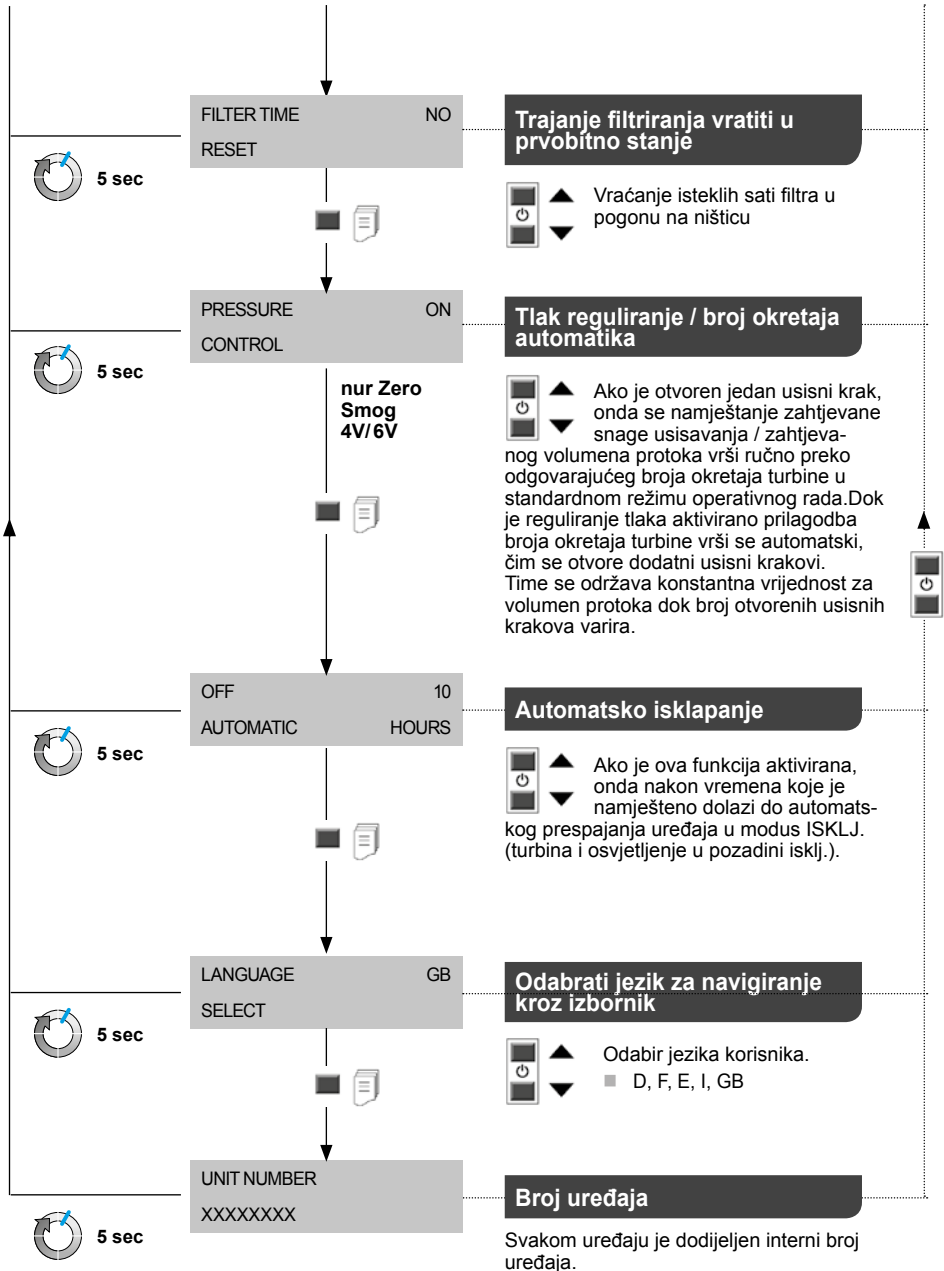 FILTER TIME NO
RESET
5 sec
Trajanje filtriranja vratiti u
prvobitno stanje
Vraćanje isteklih sati filtra u
pogonu na ništicu
PRESSURE ON
CONTROL
5 sec
nur Zero
Smog
4V/ 6V
Tlak reguliranje / broj okretaja
automatika
Ako je otvoren jedan usisni krak,
onda se namještanje zahtjevane
snage usisavanja / zahtjeva-
nog volumena protoka vrši ručno preko
odgovarajućeg broja okretaja turbine u
standardnom režimu operativnog rada.Dok
je reguliranje tlaka aktivirano prilagodba
broja okretaja turbine vrši se automatski,
čim se otvore dodatni usisni krakovi.
Time se održava konstantna vrijednost za
volumen protoka dok broj otvorenih usisnih
krakova varira.
OFF 10
AUTOMATIC HOURS
5 sec
Automatsko isklapanje
Ako je ova funkcija aktivirana,
onda nakon vremena koje je
namješteno dolazi do automats-
kog prespajanja uređaja u modus ISKLJ.
(turbina i osvjetljenje u pozadini isklj.).
LANGUAGE GB
SELECT
5 sec
Odabrati jezik za navigiranje
kroz izbornik
Odabir jezika korisnika.
D, F, E, I, GB
UNIT NUMBER
XXXXXXXX
5 sec
Broj uređaja
Svakom uređaju je dodijeljen interni broj
uređaja.